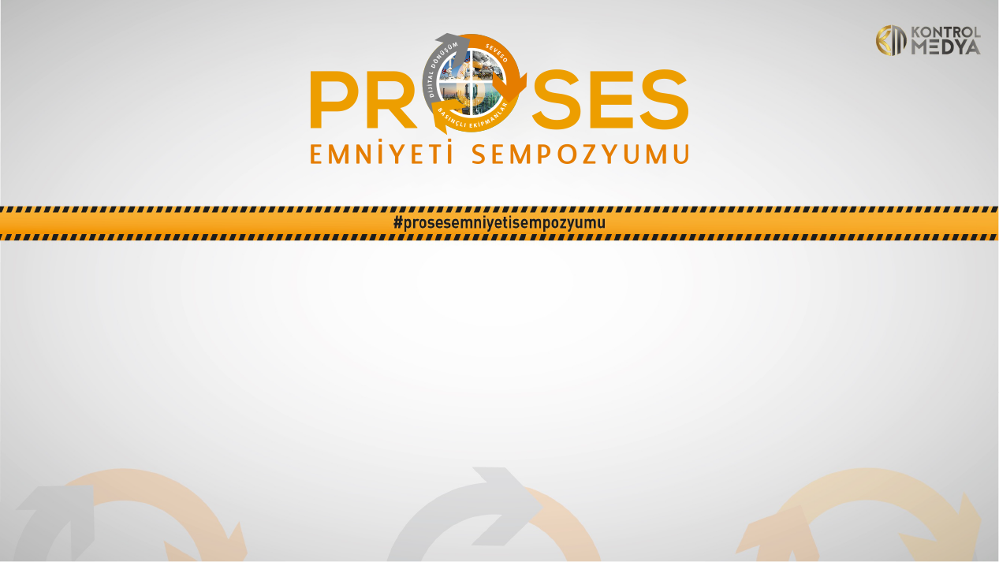 KONTROL
MEDYA
DİJİTAL DÖNÜŞÜM
SEVESO
BASINÇLI EKİPMANLAR
PROSES
EMNİYETİ SEMPOZYUMU
#prosesemniyetisempozyumu